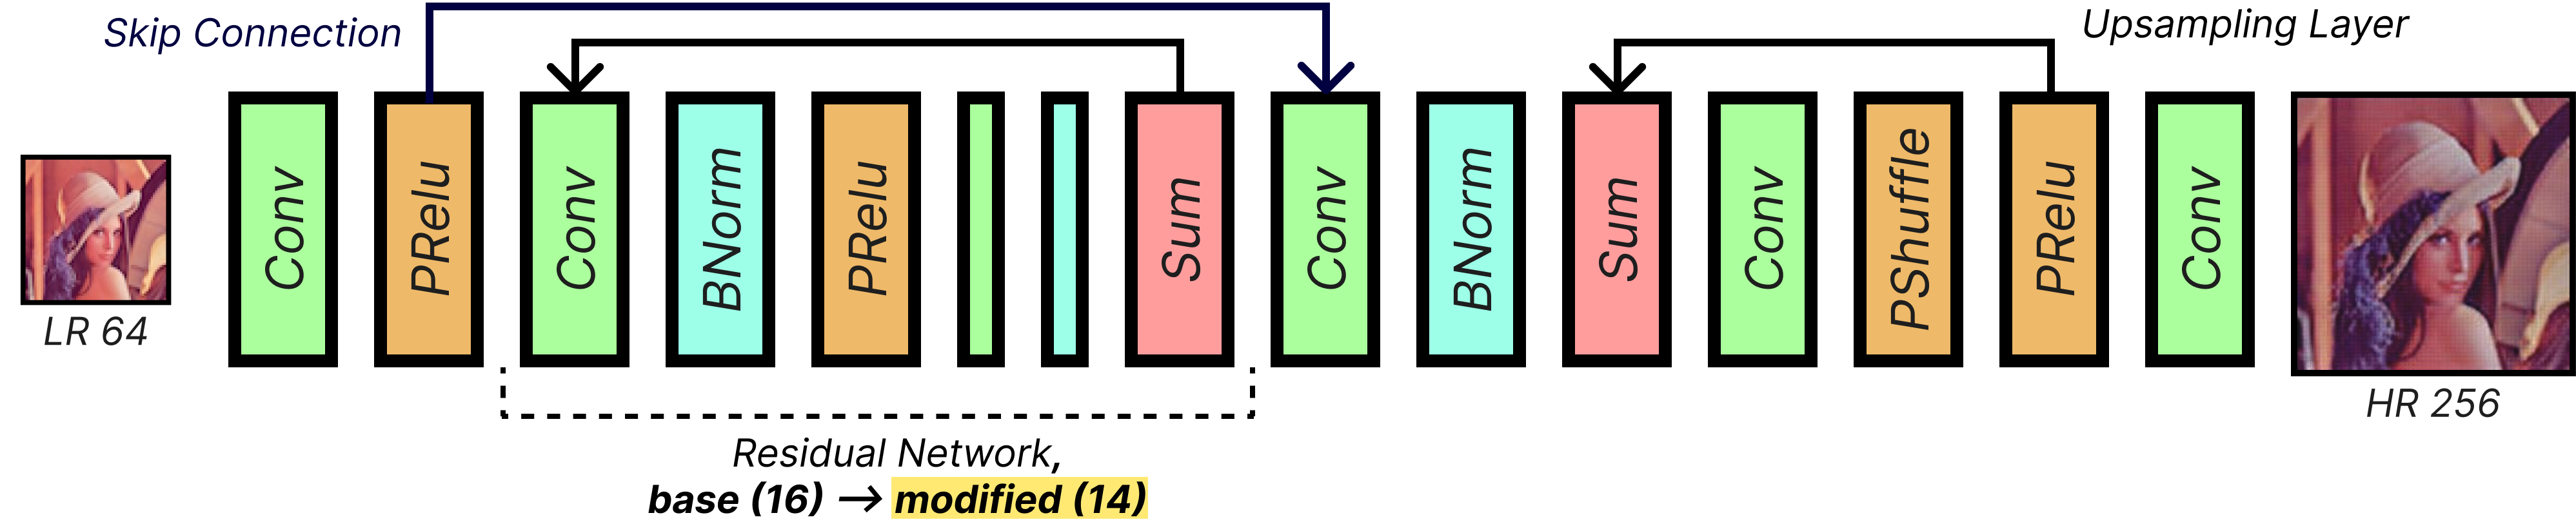 Skip Connection
Upsampling Layer
LR 64
Conv
PRelu
Conv
BNorm
PRelu
Sum
Conv
BNorm
Sum
Conv
PShuffle
PRelu
Conv
HR 256
Residual Network,
base (16) → modified (14)